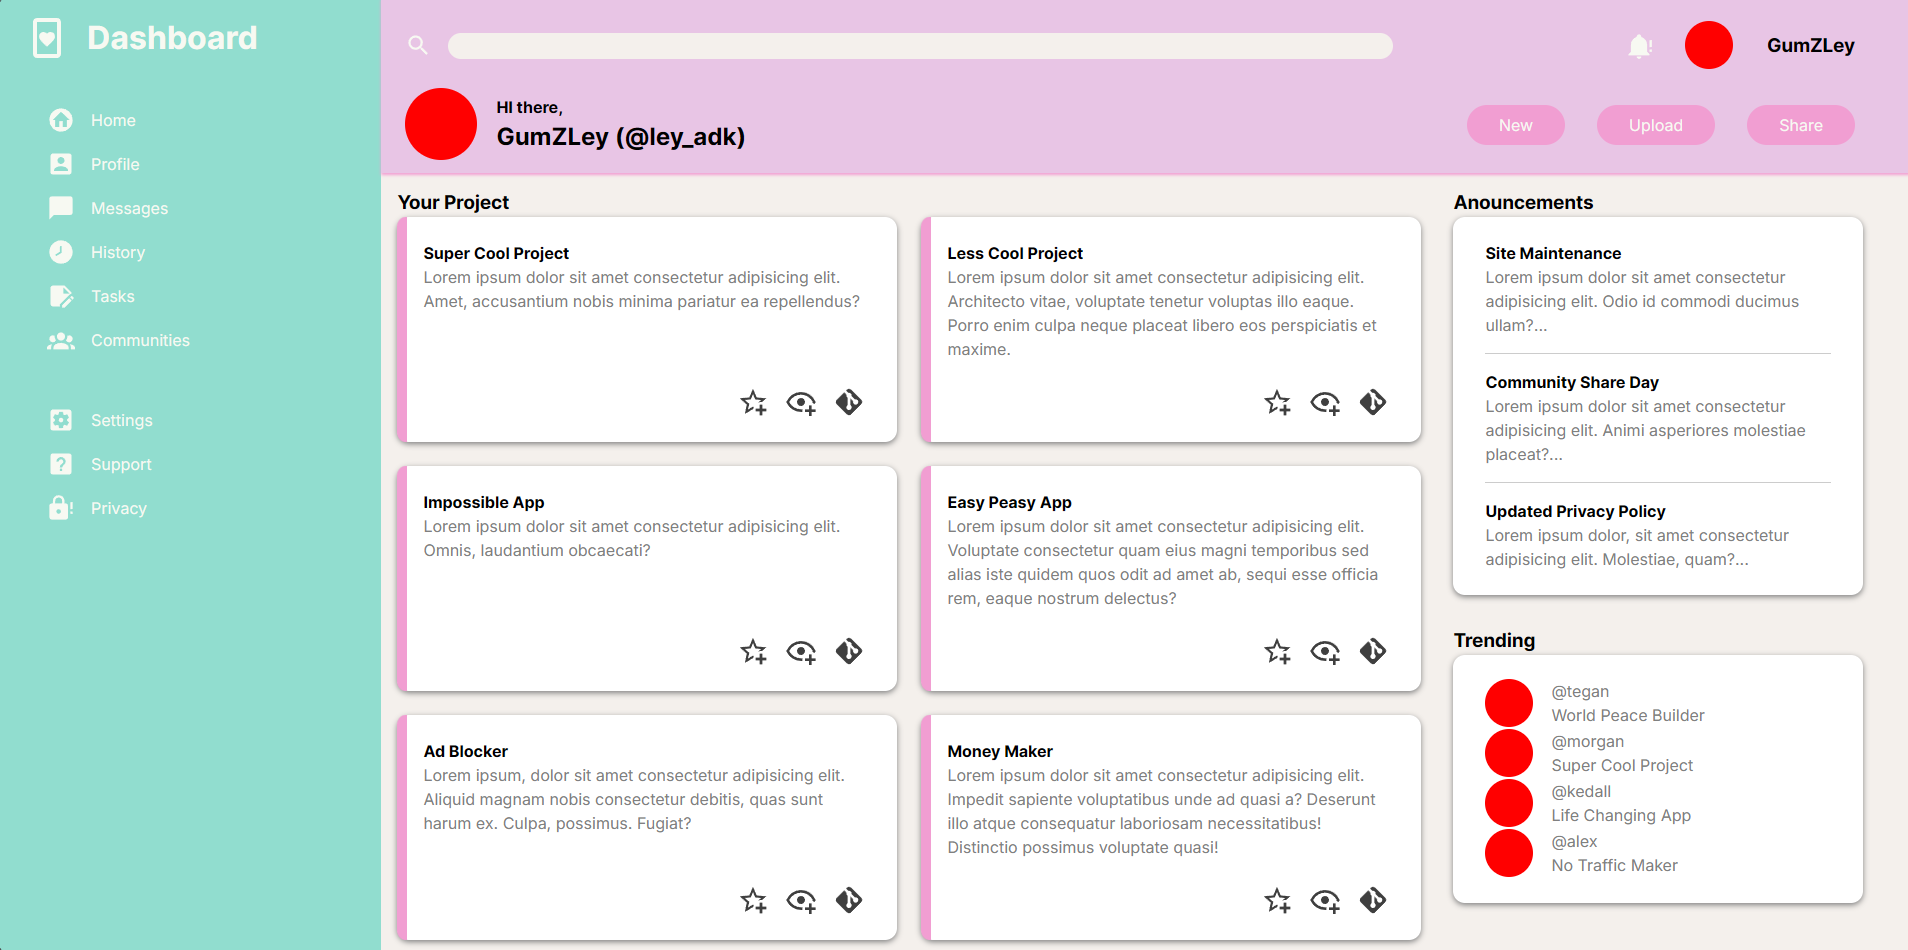 Dashboard
Home
Profile
Messages
History
Tasks
Communities
Settings
Support
Privacy
GumZLey
HI there,
GumZLey (@ley_adk)
New
Upload
Share
Your Project
Super Cool Project
Lorem ipsum dolor sit amet consectetur adipisicing elit.
Amet, accusantium nobis minima pariatur ea repellendus?
Less Cool Project
Lorem ipsum dolor sit amet consectetur adipisicing elit.
Architecto vitae, voluptate tenetur voluptas illo eaque.
Porro enim culpa neque placeat libero eos perspiciatis et
maxime.
Impossible App
Lorem ipsum dolor sit amet consectetur adipisicing elit.
Omnis, laudantium obcaecati?
Easy Peasy App
Lorem ipsum dolor sit amet consectetur adipisicing elit.
Voluptate consectetur quam eius magni temporibus sed
alias iste quidem quos odit ad amet ab, sequi esse officia
rem, eaque nostrum delectus?
Ad Blocker
Lorem ipsum, dolor sit amet consectetur adipisicing elit.
Aliquid magnam nobis consectetur debitis, quas sunt
harum ex. Culpa, possimus. Fugiat?
Money Maker
Lorem ipsum dolor sit amet consectetur adipisicing elit.
Impedit sapiente voluptatibus unde ad quasi a? Deserunt
illo atque consequatur laboriosam necessitatibus!
Distinctio possimus voluptate quasi!
Anouncements
Site Maintenance
Lorem ipsum dolor sit amet consectetur
adipisicing elit. Odio id commodi ducimus
ullam?...
Community Share Day
Lorem ipsum dolor sit amet consectetur
adipisicing elit. Animi asperiores molestiae
placeat?...
Updated Privacy Policy
Lorem ipsum dolor, sit amet consectetur
adipisicing elit. Molestiae, quam?...
Trending
@tegan
World Peace Builder
@morgan
Super Cool Project
@kedall
Life Changing App
@alex
No Traffic Maker